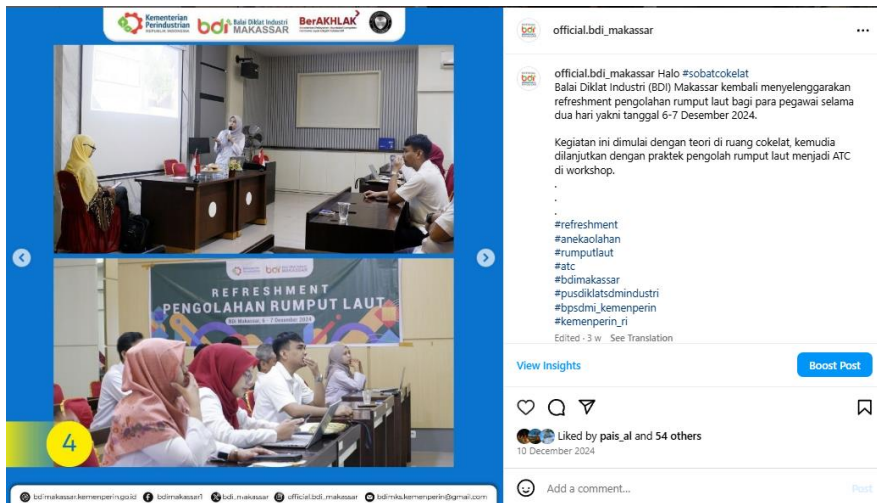 Kementerian
Perindustrian
REPUBLIK INDONESIA
bdi Balai Diklat Industri
MAKASSAR
BerAKHLAK
REFRESHMENT
PENGOLAHAN RUMPUT LAUT
BDI Makassar, 6 - 7 Desember 2024
4
bdimakassar.kemenperin.go.id
bdimakassar1
bdi_makassar
official.bdi_makassar
bdimks.kemenperin@gmail.com
official.bdi_makassar
official.bdi_makassar Halo #sobatcokelat
Balai Diklat Industri (BDI) Makassar kembali menyelenggarakan
refreshment pengolahan rumput laut bagi para pegawai selama
dua hari yakni tanggal 6-7 Desember 2024.
Kegiatan ini dimulai dengan teori di ruang cokelat, kemudia
dilanjutkan dengan praktek pengolah rumput laut menjadi ATC
di workshop.
.
.
.
#refreshment
#anekaolahan
#rumputlaut
#atc
#bdimakassar
#pusdiklatsdmindustri
#bpsdmi_kemenperin
#kemenperin_ri
Edited · 3 w See Translation
View Insights
Boost Post
Liked by pais_al and 54 others
10 December 2024
Add a comment...
Post